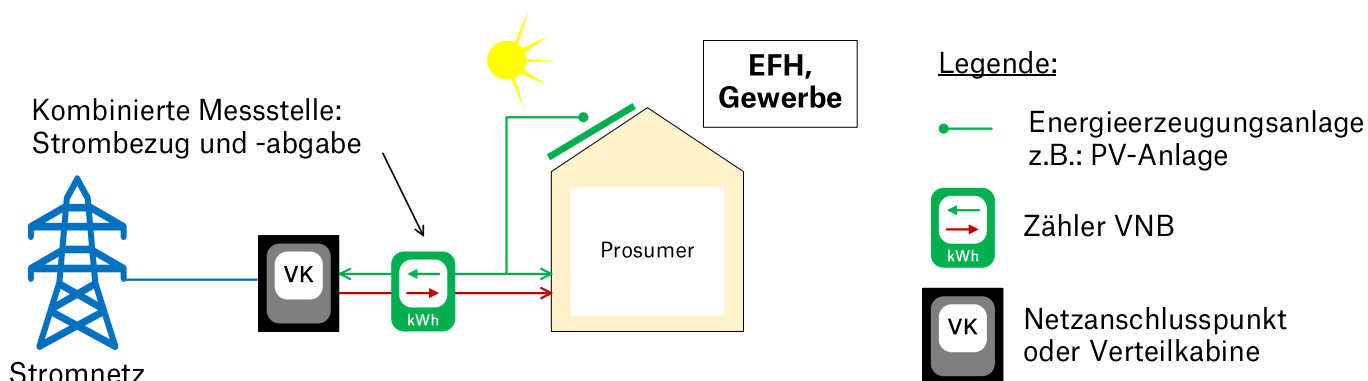 EFH,
Gewerbe
Legende:
Kombinierte Messstelle:
Strombezug und -abgabe
Energieerzeugungsanlage
z.B.: PV-Anlage
Prosumer
VK
kWh
Stromnetz
kWh
Zähler VNB
VK
Netzanschlusspunkt
oder Verteilkabine